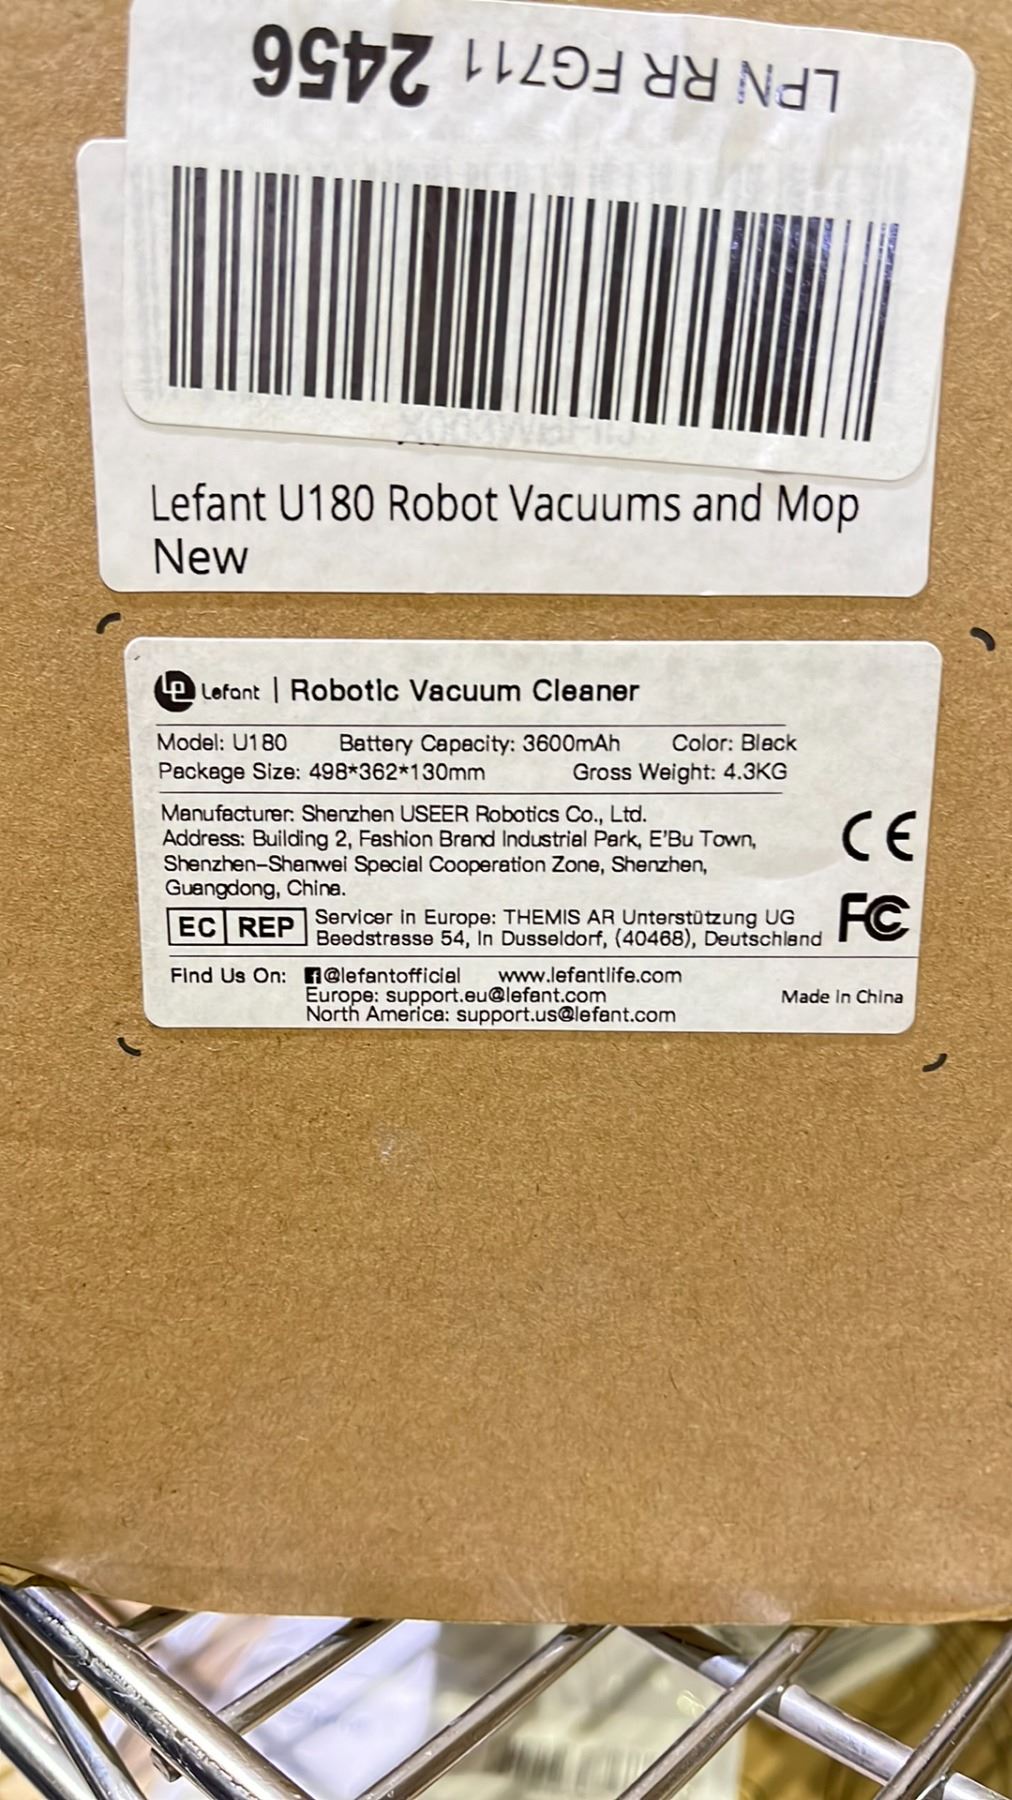 LPN RR FG711 2456
Lefant U180 Robot Vacuums and Mop
New
Lefant | Robotic Vacuum Cleaner
Model: U180 Battery Capacity: 3600mAh Color: Black
Package Size: 498*362*130mm Gross Weight: 4.3KG
Manufacturer: Shenzhen USEER Robotics Co., Ltd.
Address: Building 2, Fashion Brand Industrial Park, E'Bu Town,
Shenzhen-Shanwei Special Cooperation Zone, Shenzhen,
Guangdong, China.
CE
EC REP
Servicer in Europe: THEMIS AR Unterstützung UG
Beedstrasse 54, In Dusseldorf, (40468), Deutschland
FC
Find Us On: @lefantofficial www.lefantlife.com
Europe: support.eu@lefant.com
North America: support.us@lefant.com
Made in China